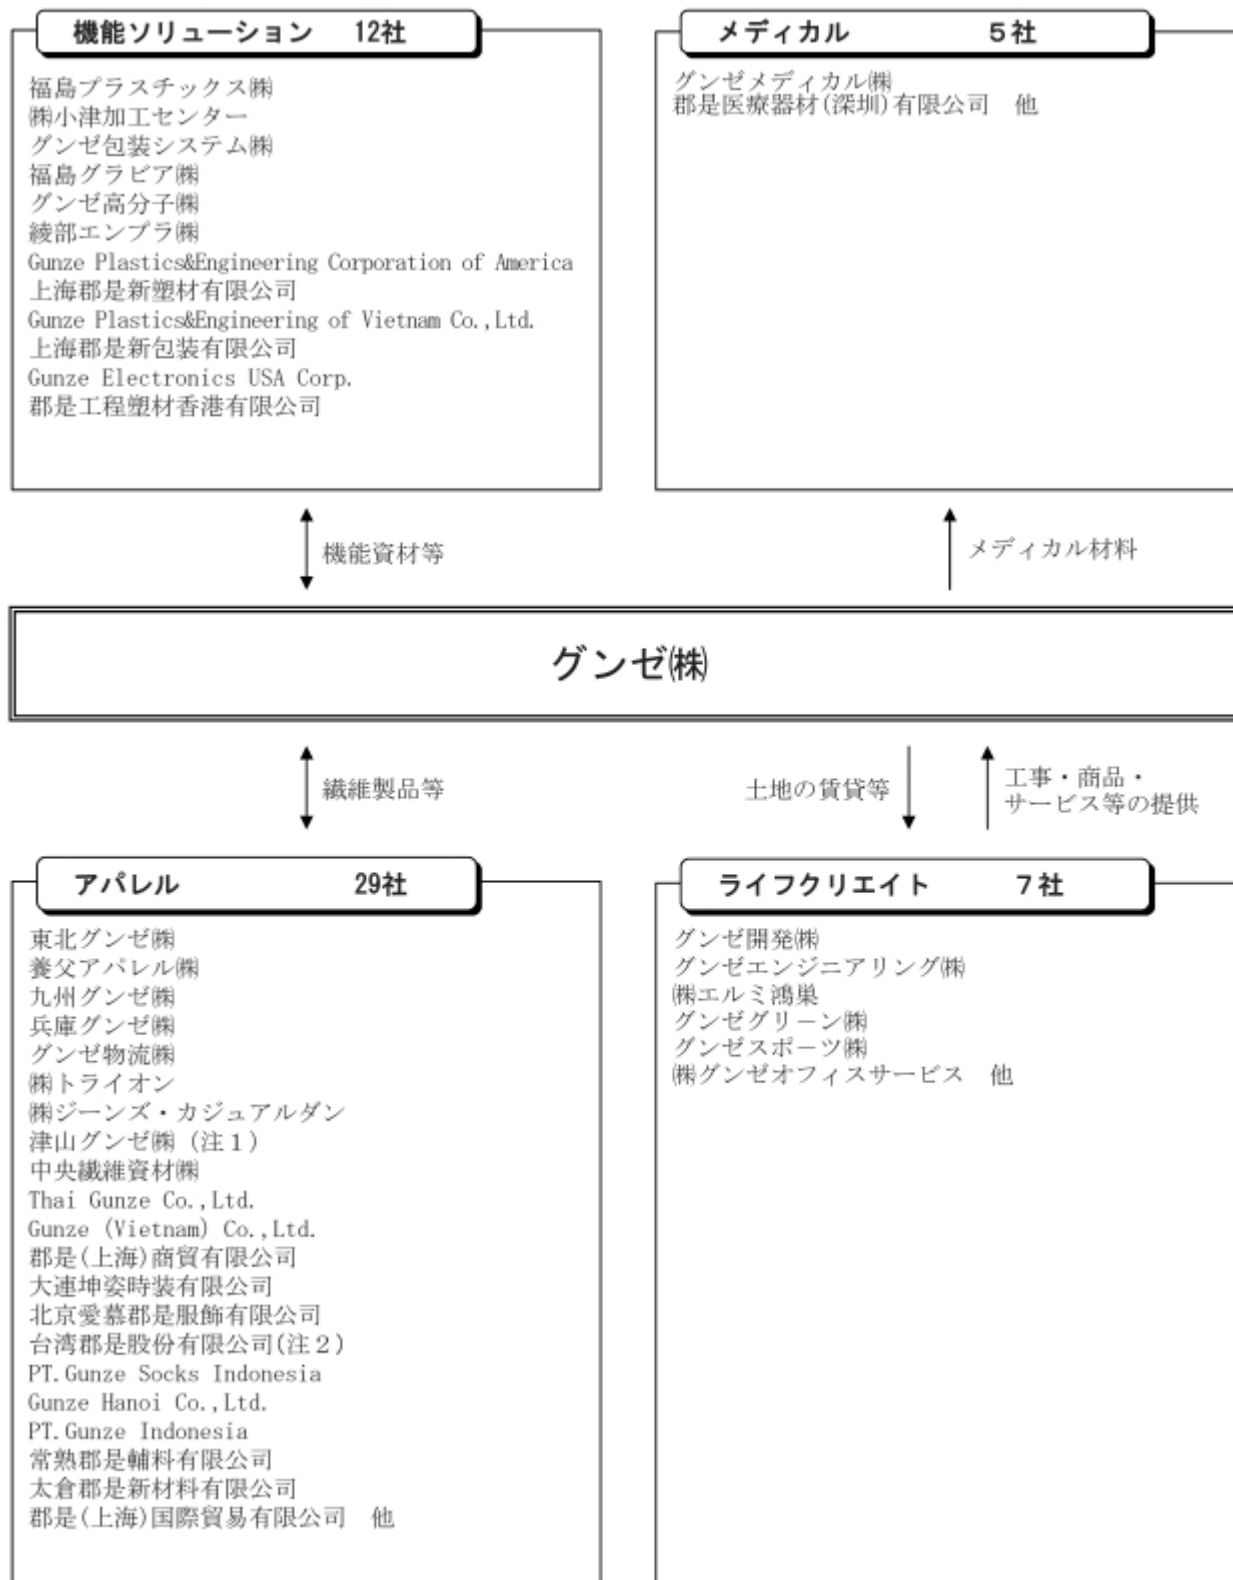 機能ソリューション 12社
福島プラスチックス㈱
㈱小津加工センター
グンゼ包装システム㈱
福島グラビア㈱
グンゼ高分子㈱
綾部エンプラ㈱
Gunze Plastics&Engineering Corporation of America
上海郡是新塑材有限公司
Gunze Plastics&Engineering of Vietnam Co.,Ltd.
上海郡是新包装有限公司
Gunze Electronics USA Corp.
郡是工程塑材香港有限公司
メディカル 5社
グンゼメディカル㈱
郡是医療器材(深圳)有限公司 他
機能資材等
メディカル材料
グンゼ㈱
繊維製品等
土地の賃貸等
工事・商品・
サービス等の提供
アパレル 29社
東北グンゼ㈱
養父アパレル㈱
九州グンゼ㈱
兵庫グンゼ㈱
グンゼ物流㈱
㈱トライオン
㈱ジーンズ・カジュアルダン
津山グンゼ㈱（注１）
中央繊維資材㈱
Thai Gunze Co.,Ltd.
Gunze (Vietnam) Co.,Ltd.
郡是(上海)商貿有限公司
大連坤姿時装有限公司
北京愛慕郡是服飾有限公司
台湾郡是股份有限公司(注２)
PT.Gunze Socks Indonesia
Gunze Hanoi Co.,Ltd.
PT.Gunze Indonesia
常熟郡是輔料有限公司
太倉郡是新材料有限公司
郡是(上海)国際貿易有限公司 他
ライフクリエイト 7社
グンゼ開発㈱
グンゼエンジニアリング㈱
㈱エルミ鴻巣
グンゼグリーン㈱
グンゼスポーツ㈱
㈱グンゼオフィスサービス 他